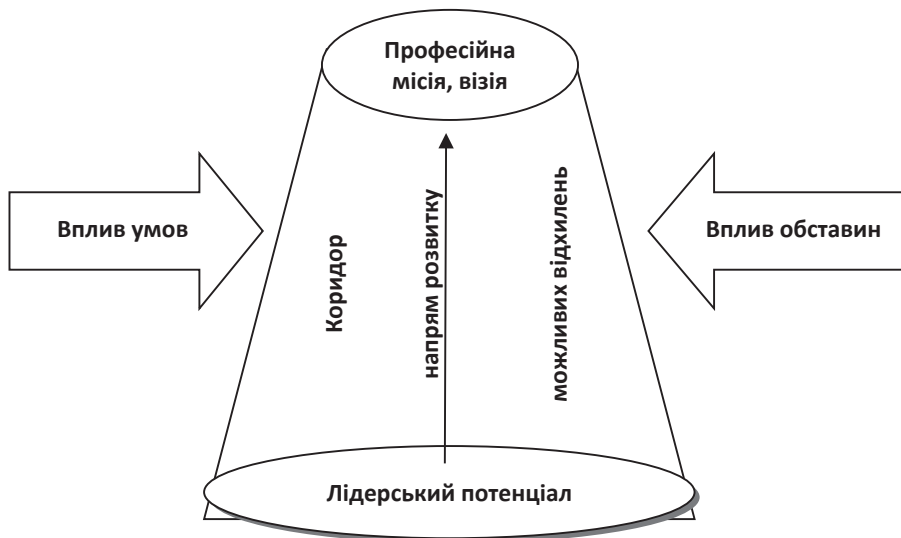 Професійна
місія, візія
Вплив умов
Коридор
напрям розвитку
можливих відхилень
Вплив обставин
Лідерський потенціал